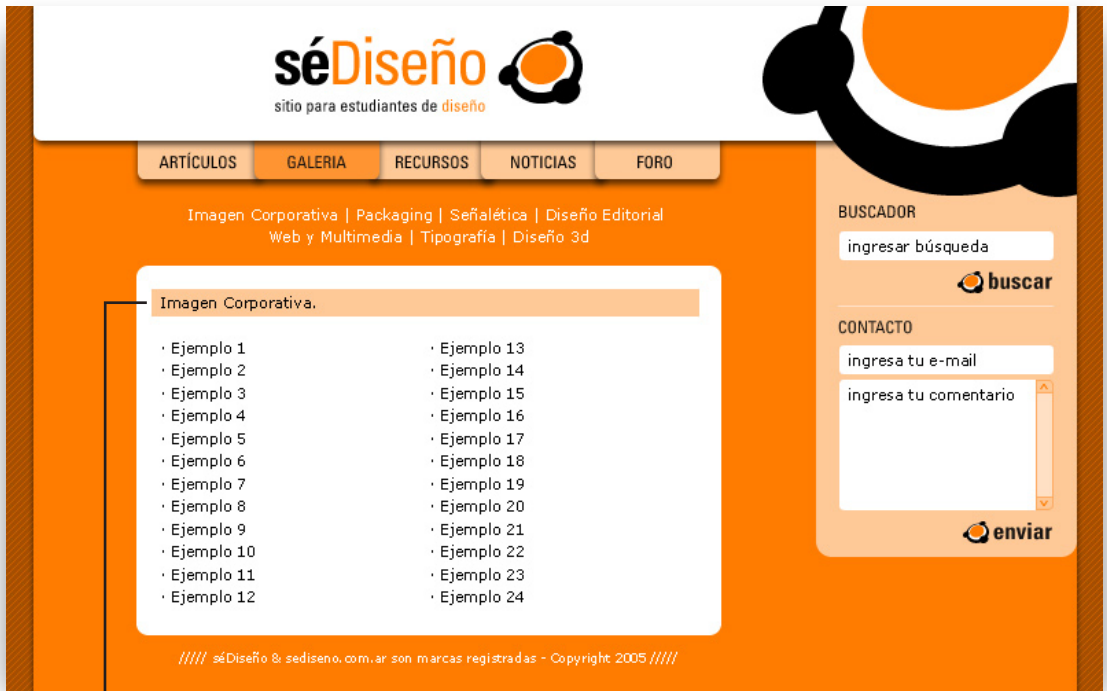 séDiseño
sitio para estudiantes de diseño
ARTÍCULOS GALERIA RECURSOS NOTICIAS FORO
Imagen Corporativa | Packaging | Señalética | Diseño Editorial
Web y Multimedia | Tipografía | Diseño 3d
Imagen Corporativa.
· Ejemplo 1
· Ejemplo 2
· Ejemplo 3
· Ejemplo 4
· Ejemplo 5
· Ejemplo 6
· Ejemplo 7
· Ejemplo 8
· Ejemplo 9
· Ejemplo 10
· Ejemplo 11
· Ejemplo 12
· Ejemplo 13
· Ejemplo 14
· Ejemplo 15
· Ejemplo 16
· Ejemplo 17
· Ejemplo 18
· Ejemplo 19
· Ejemplo 20
· Ejemplo 21
· Ejemplo 22
· Ejemplo 23
· Ejemplo 24
BUSCADOR
ingresar búsqueda
buscar
CONTACTO
ingresa tu e-mail
ingresa tu comentario
enviar
///// séDiseño & sediseno.com.ar son marcas registradas - Copyright 2005 /////